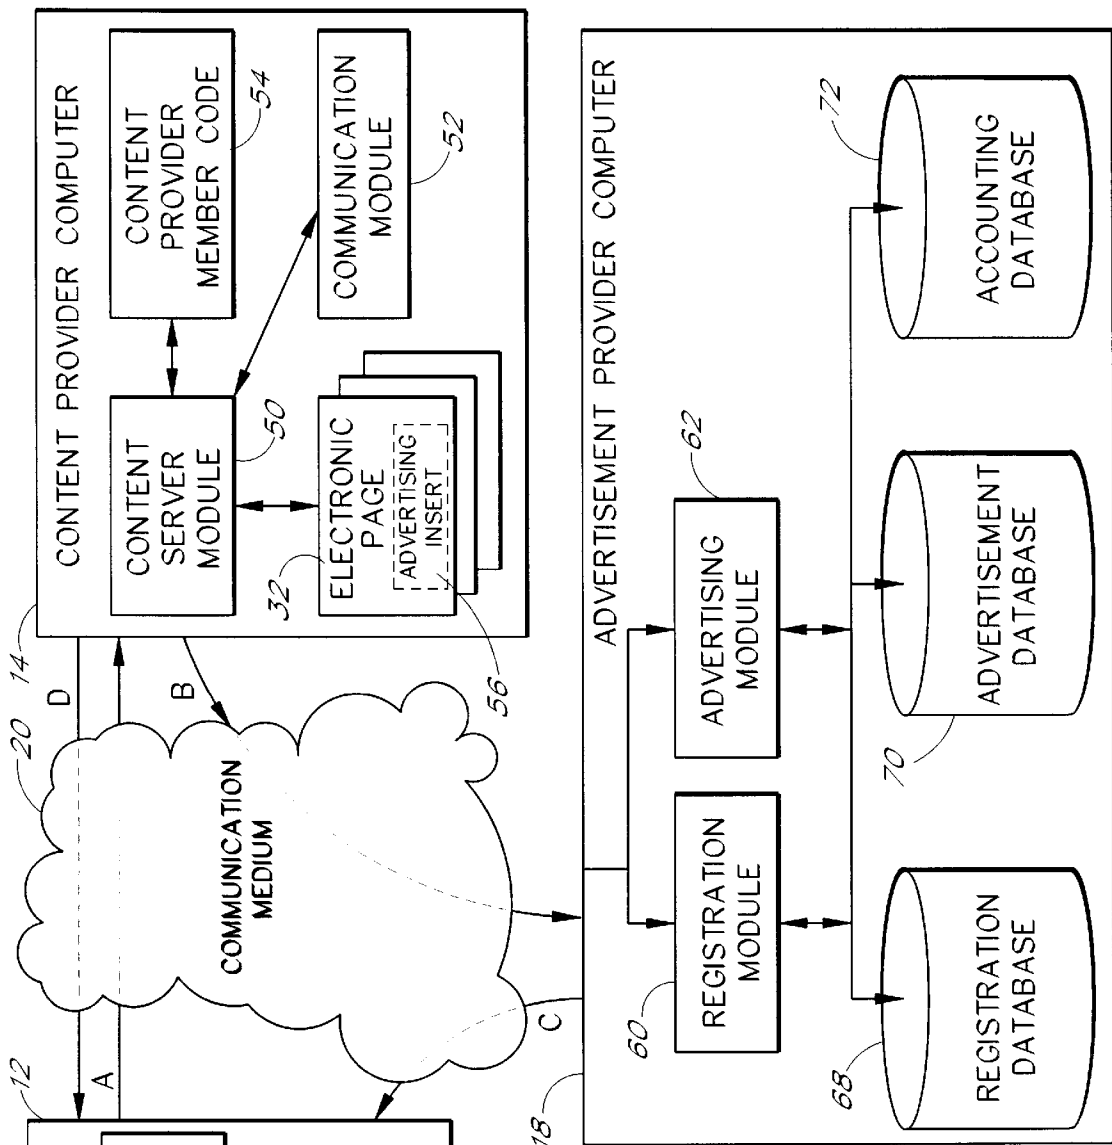 CONTENT PROVIDER COMPUTER
14
CONTENT
SERVER
MODULE
50
CONTENT
PROVIDER
MEMBER CODE
54
COMMUNICATION
MODULE
52
32
ELECTRONIC
PAGE
ADVERTISING
INSERT
56
12
A
D
20
B
COMMUNICATION
MEDIUM
C
18
ADVERTISEMENT PROVIDER COMPUTER
60
REGISTRATION
MODULE
62
ADVERTISING
MODULE
68
REGISTRATION
DATABASE
70
ADVERTISEMENT
DATABASE
72
ACCOUNTING
DATABASE